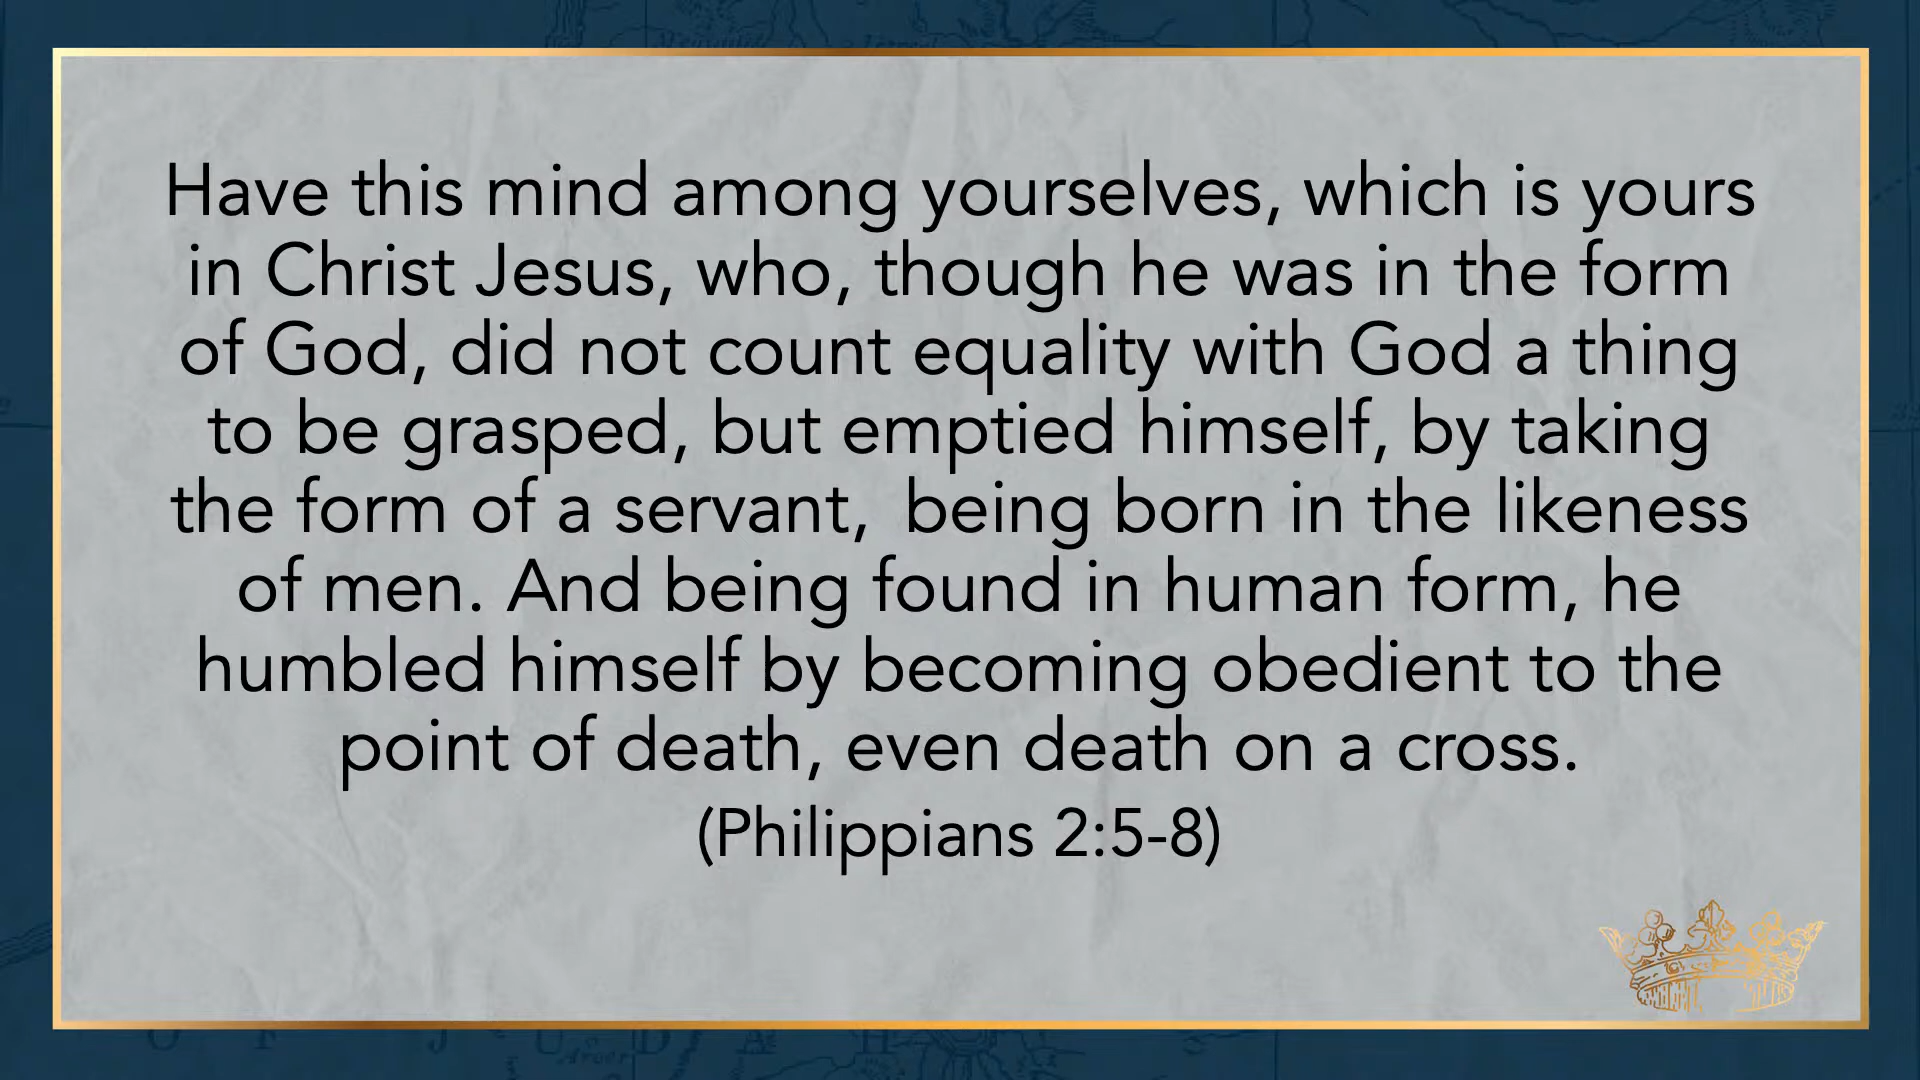 Have this mind among yourselves, which is yours
in Christ Jesus, who, though he was in the form
of God, did not count equality with God a thing
to be grasped, but emptied himself, by taking
the form of a servant,  being born in the likeness
of men. And being found in human form, he
humbled himself by becoming obedient to the
point of death, even death on a cross.
(Philippians 2:5-8)
O F J U D A H